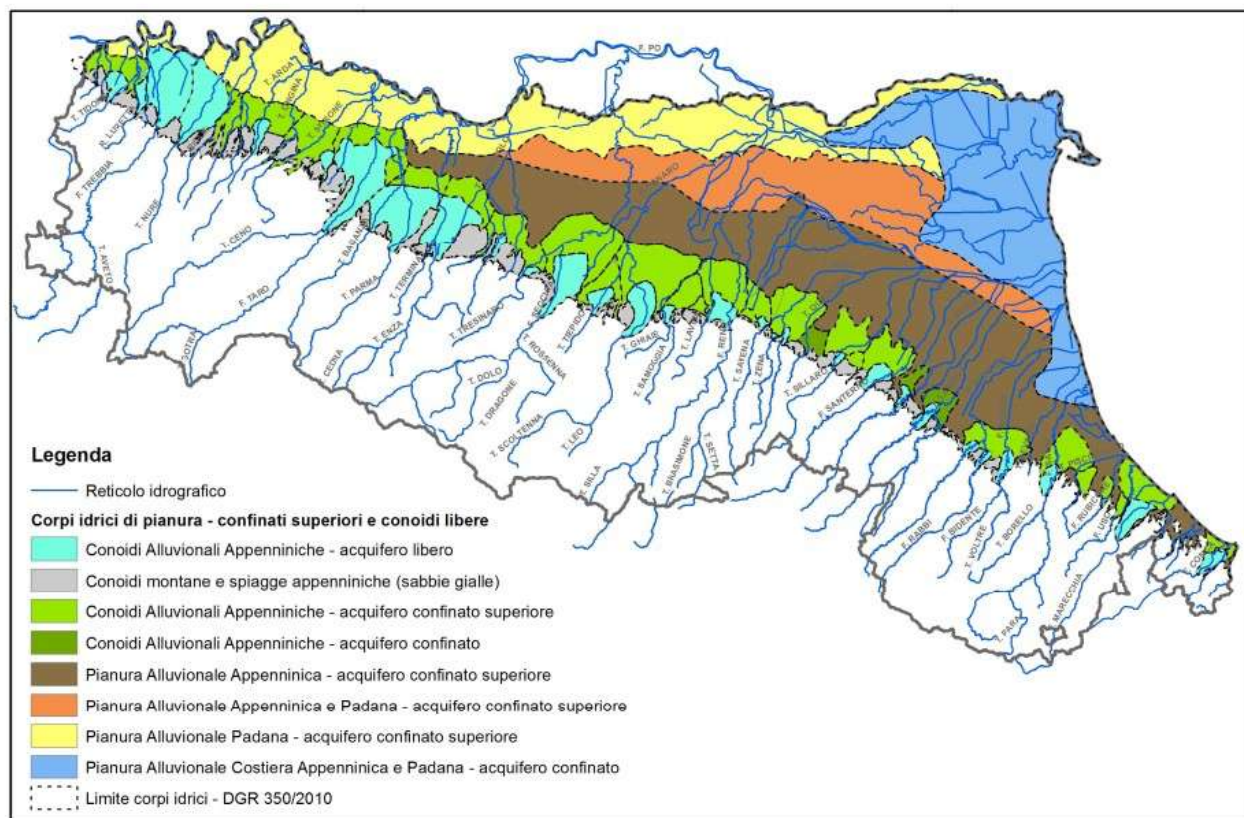 F. PO
T. ARDA
T. TIDONE
T. LURETTA
F. TREBBIA
T. NURE
T. AVETO
T. CENO
F. TARO
GOTRA
T. BAGANZA
T. PARMA
T. TERMINA
T. ENZA
CEDRA
T. TRESINARO
T. DOLO
T. DRAGONE
T. ROSSENNA
T. TIEPIDO
T. SCOLTENNA
T. LEO
T. GHIAIE
T. SAMOGGIA
T. LAVINO
T. SAVENA
T. SILLA
T. BRASIMONE
T. SETTA
T. SILLARO
F. SANTERNO
F. RABBI
F. BIDENTE
T. VOLTRE
T. BORELLO
F. USO
MARECCHIA
T. PARA
Legenda
Reticolo idrografico
Corpi idrici di pianura - confinati superiori e conoidi libere
Conoidi Alluvionali Appenniniche - acquifero libero
Conoidi montane e spiagge appenniniche (sabbie gialle)
Conoidi Alluvionali Appenniniche - acquifero confinato superiore
Conoidi Alluvionali Appenniniche - acquifero confinato
Pianura Alluvionale Appenninica - acquifero confinato superiore
Pianura Alluvionale Appenninica e Padana - acquifero confinato superiore
Pianura Alluvionale Padana - acquifero confinato superiore
Pianura Alluvionale Costiera Appenninica e Padana - acquifero confinato
Limite corpi idrici - DGR 350/2010